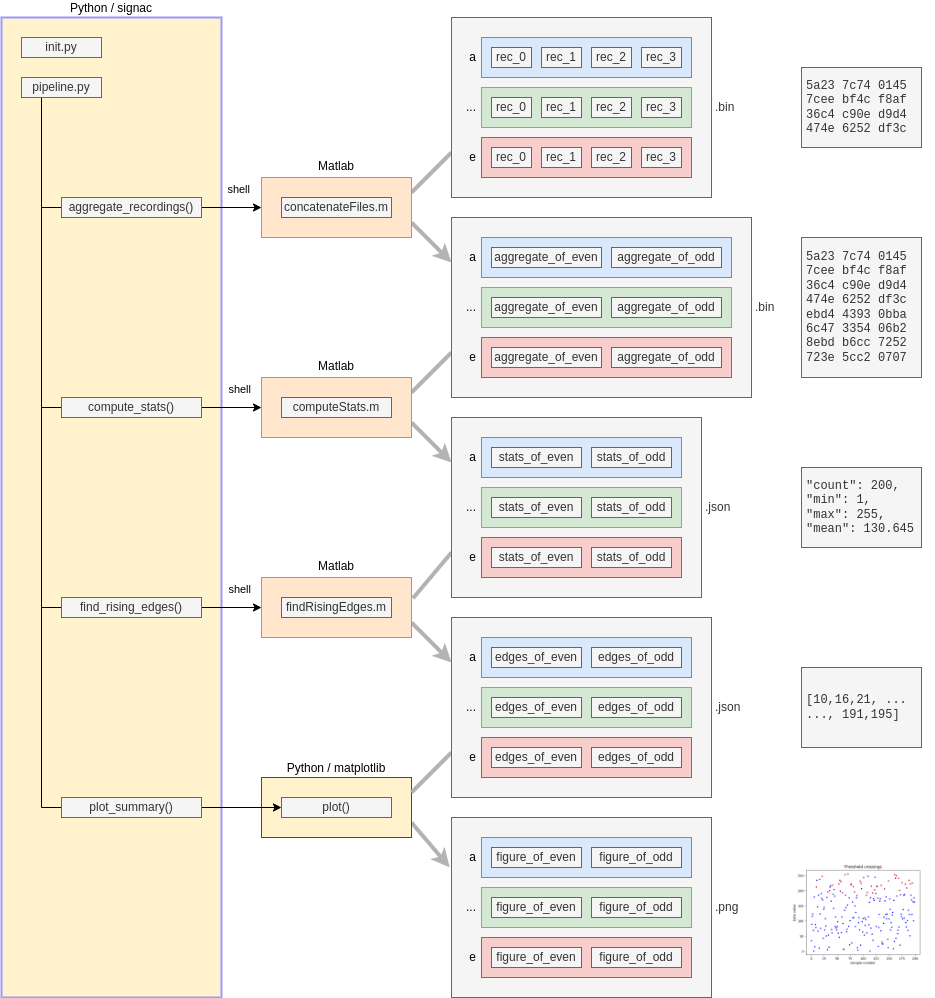 Python / signac
init.py
pipeline.py
aggregate_recordings()
shell
Matlab
concatenateFiles.m
a
rec_0 rec_1 rec_2 rec_3
...
rec_0 rec_1 rec_2 rec_3
e
rec_0 rec_1 rec_2 rec_3
.bin
5a23 7c74 0145
7cee bf4c f8af
36c4 c90e d9d4
474e 6252 df3c
a
aggregate_of_even aggregate_of_odd
...
aggregate_of_even aggregate_of_odd
e
aggregate_of_even aggregate_of_odd
.bin
5a23 7c74 0145
7cee bf4c f8af
36c4 c90e d9d4
474e 6252 df3c
ebd4 4393 0bba
6c47 3354 06b2
8ebd b6cc 7252
723e 5cc2 0707
compute_stats()
shell
Matlab
computeStats.m
a
stats_of_even stats_of_odd
...
stats_of_even stats_of_odd
e
stats_of_even stats_of_odd
.json
"count": 200,
"min": 1,
"max": 255,
"mean": 130.645
find_rising_edges()
shell
Matlab
findRisingEdges.m
a
edges_of_even edges_of_odd
...
edges_of_even edges_of_odd
e
edges_of_even edges_of_odd
.json
[10,16,21, ...
..., 191,195]
plot_summary()
Python / matplotlib
plot()
a
figure_of_even figure_of_odd
...
figure_of_even figure_of_odd
e
figure_of_even figure_of_odd
.png
Threshold crossings
sample number